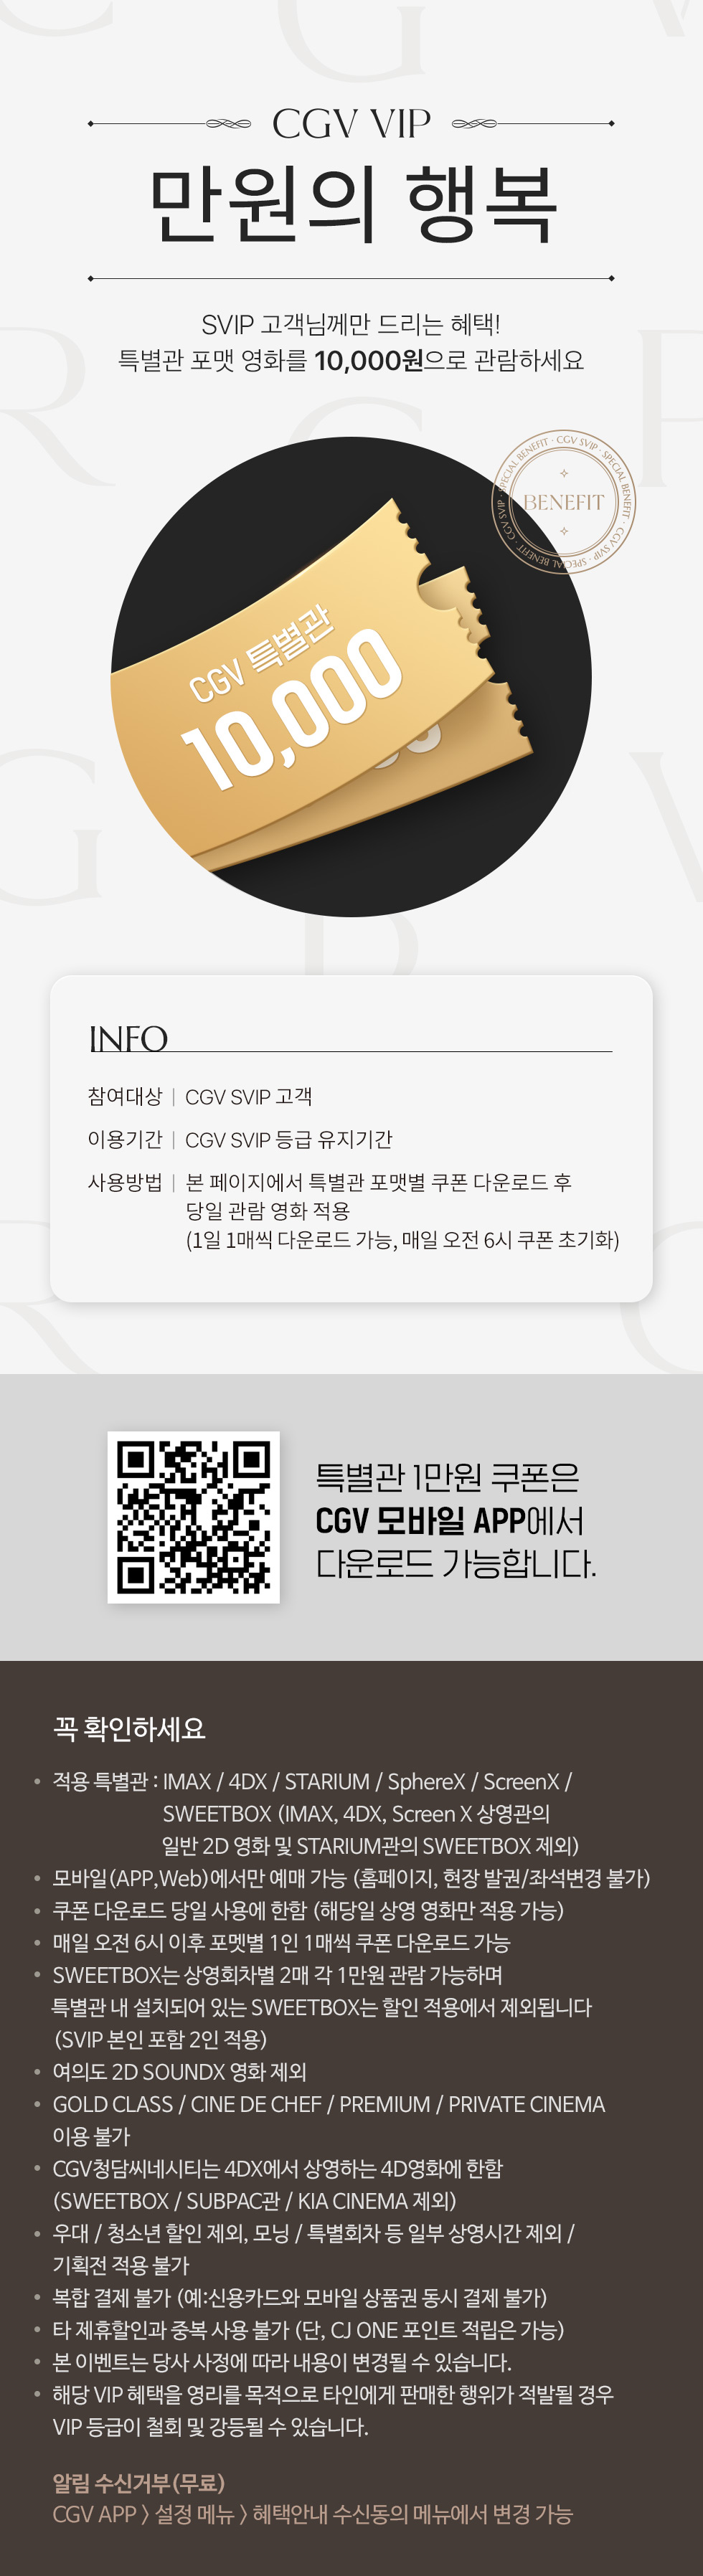 CGV VIP
만원의 행복
SVIP 고객님께만 드리는 혜택!
특별관 포맷 영화를 10,000원으로 관람하세요
CGV SVIP · SPECIAL BENEFIT · CGV SVIP · SPECIAL BENEFIT · CGV SVIP · SPECIAL BENEFIT ·
BENEFIT
CGV 특별관
10,000
INFO
참여대상 | CGV SVIP 고객
이용기간 | CGV SVIP 등급 유지기간
사용방법 | 본 페이지에서 특별관 포맷별 쿠폰 다운로드 후
당일 관람 영화 적용
(1일 1매씩 다운로드 가능, 매일 오전 6시 쿠폰 초기화)
특별관 1만원 쿠폰은
CGV 모바일 APP에서
다운로드 가능합니다.
꼭 확인하세요
• 적용 특별관 : IMAX / 4DX / STARIUM / SphereX / ScreenX /
SWEETBOX (IMAX, 4DX, Screen X 상영관의
일반 2D 영화 및 STARIUM관의 SWEETBOX 제외)
• 모바일(APP,Web)에서만 예매 가능 (홈페이지, 현장 발권/좌석변경 불가)
• 쿠폰 다운로드 당일 사용에 한함 (해당일 상영 영화만 적용 가능)
• 매일 오전 6시 이후 포멧별 1인 1매씩 쿠폰 다운로드 가능
• SWEETBOX는 상영회차별 2매 각 1만원 관람 가능하며
특별관 내 설치되어 있는 SWEETBOX는 할인 적용에서 제외됩니다
(SVIP 본인 포함 2인 적용)
• 여의도 2D SOUNDX 영화 제외
• GOLD CLASS / CINE DE CHEF / PREMIUM / PRIVATE CINEMA
이용 불가
• CGV청담씨네시티는 4DX에서 상영하는 4D영화에 한함
(SWEETBOX / SUBPAC관 / KIA CINEMA 제외)
• 우대 / 청소년 할인 제외, 모닝 / 특별회차 등 일부 상영시간 제외 /
기획전 적용 불가
• 복합 결제 불가 (예:신용카드와 모바일 상품권 동시 결제 불가)
• 타 제휴할인과 중복 사용 불가 (단, CJ ONE 포인트 적립은 가능)
• 본 이벤트는 당사 사정에 따라 내용이 변경될 수 있습니다.
• 해당 VIP 혜택을 영리를 목적으로 타인에게 판매한 행위가 적발될 경우
VIP 등급이 철회 및 강등될 수 있습니다.
알림 수신거부(무료)
CGV APP > 설정 메뉴 > 혜택안내 수신동의 메뉴에서 변경 가능